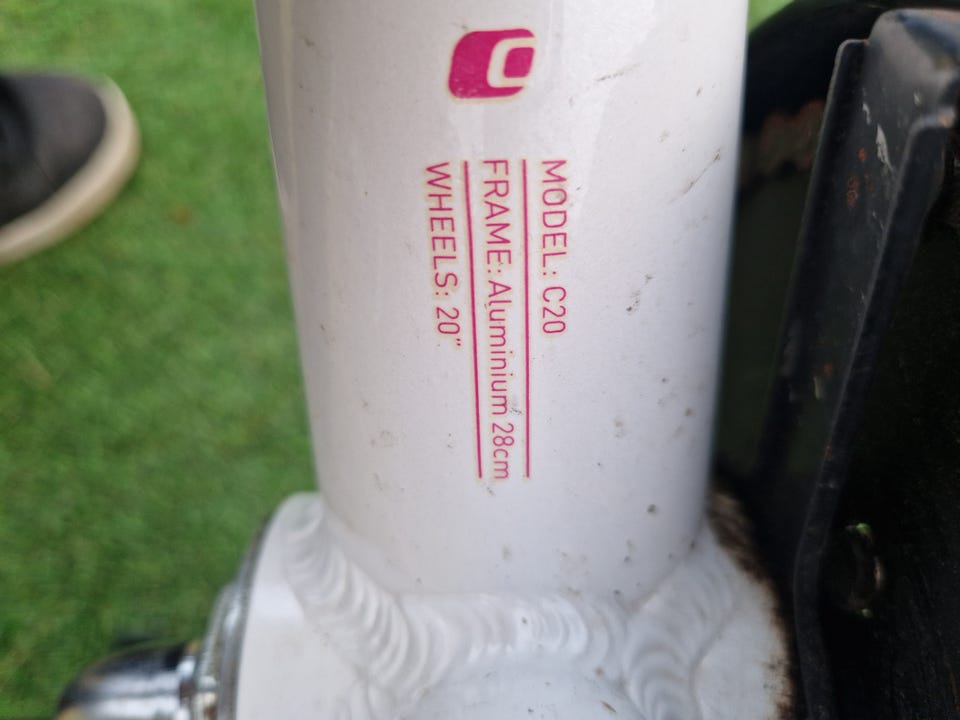 MODEL: C20
FRAME: Aluminium 28cm
WHEELS: 20"